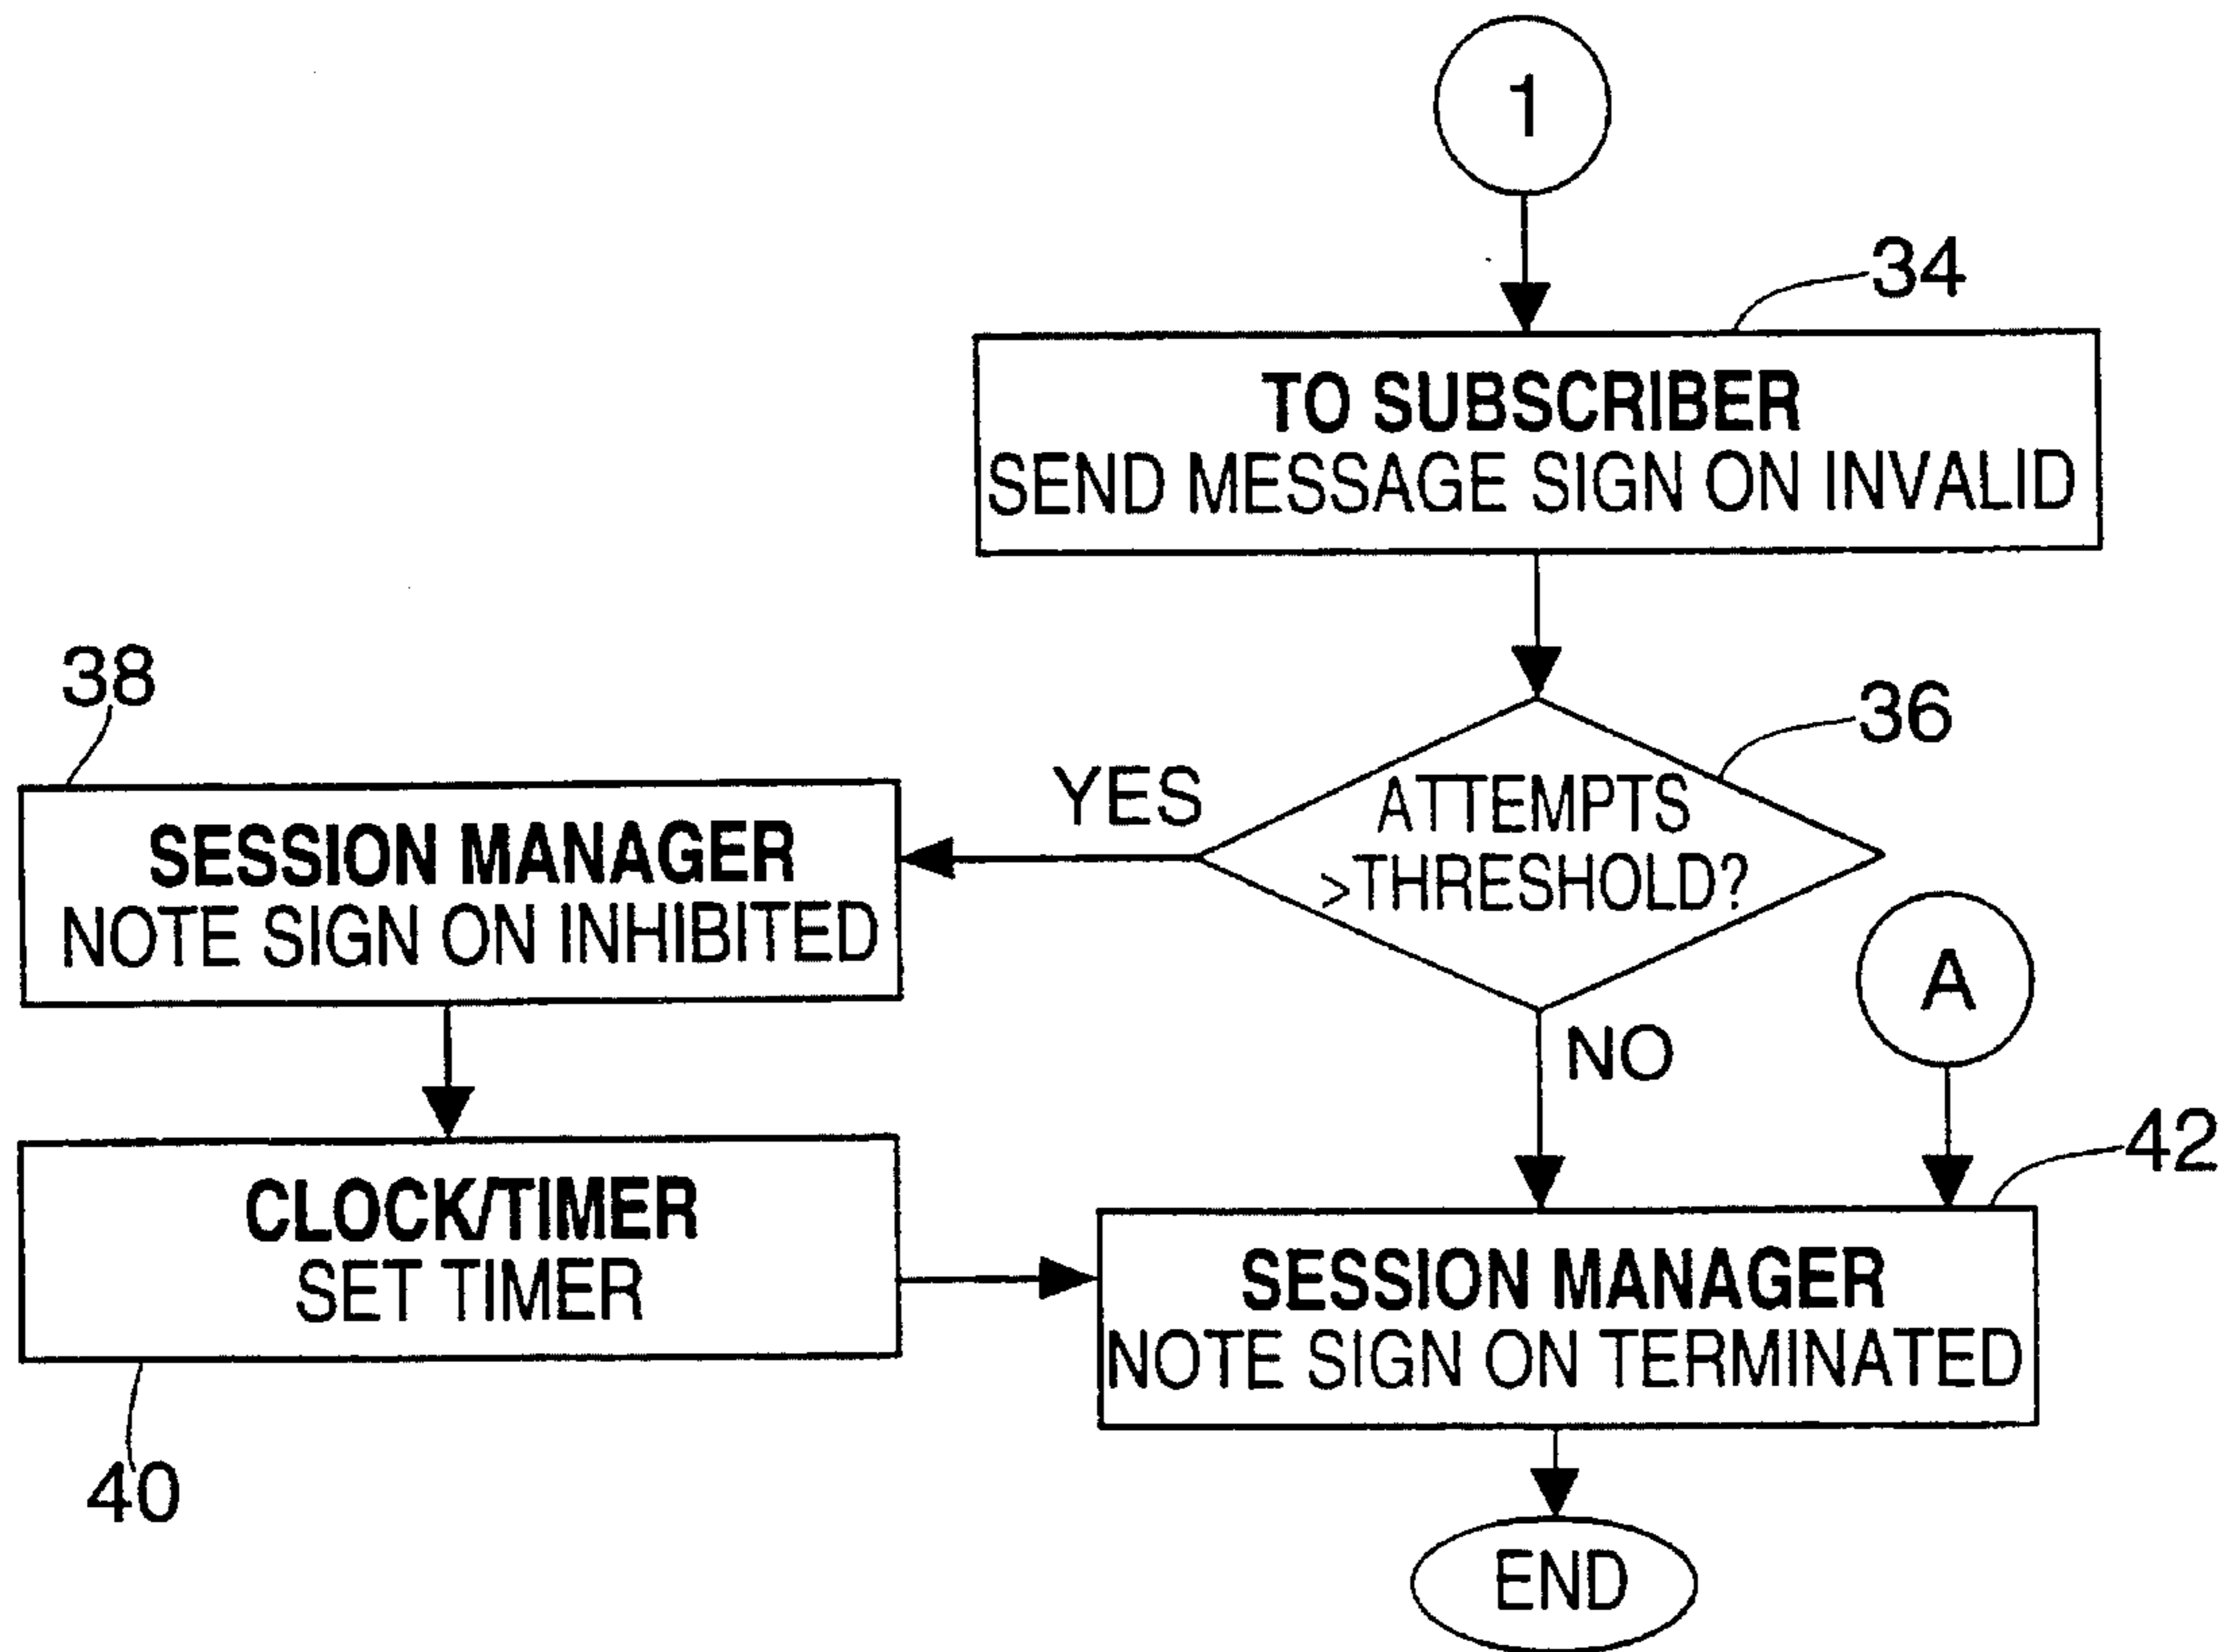 1
34
TO SUBSCRIBER
SEND MESSAGE SIGN ON INVALID
36
ATTEMPTS
>THRESHOLD?
YES
NO
38
SESSION MANAGER
NOTE SIGN ON INHIBITED
CLOCK/TIMER
SET TIMER
40
A
42
SESSION MANAGER
NOTE SIGN ON TERMINATED
END